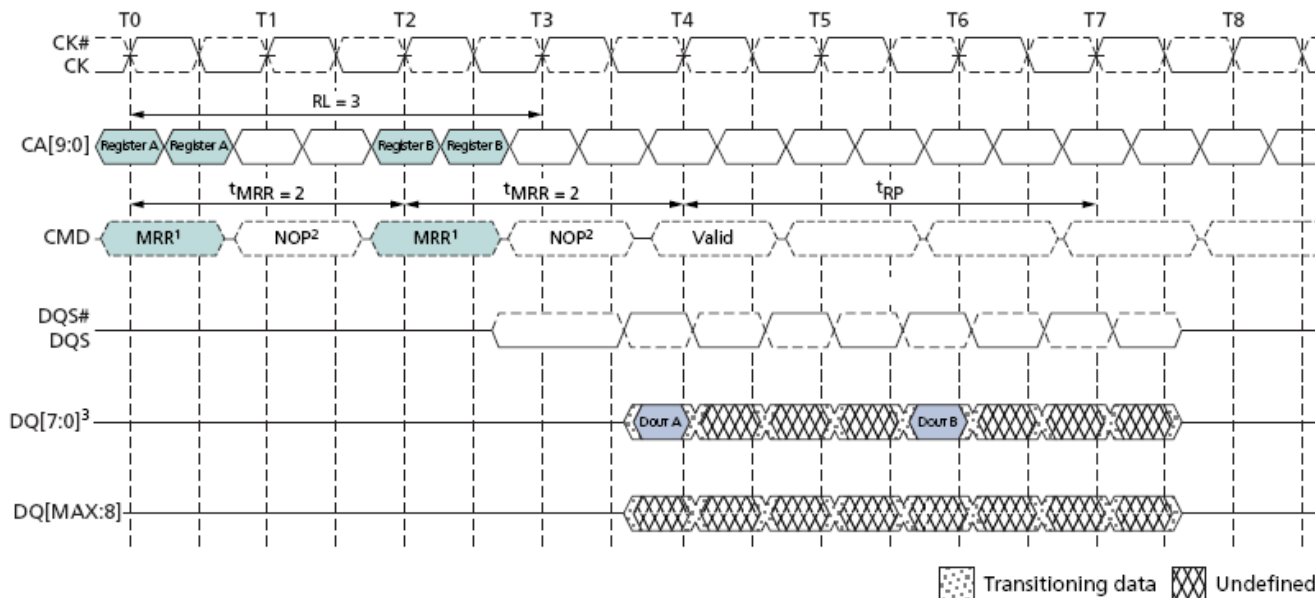 T0 T1 T2 T3 T4 T5 T6 T7 T8
CK#
CK
RL = 3
CA[9:0] Register A Register A Register B Register B
tMRR = 2 tMRR = 2 tRP
CMD MRR1 NOP2 MRR1 NOP2 Valid
DQS#
DQS
DQ[7:0]3 DOUT A DOUT B
DQ[MAX:8]
Transitioning data Undefined